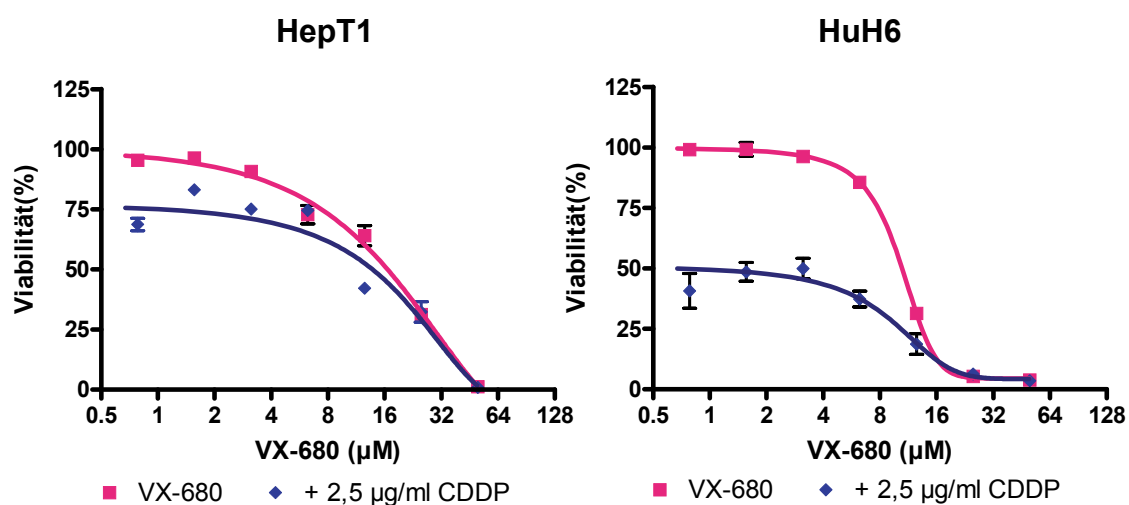 HepT1
125
100
75
50
25
0
Viabilität(%)
0.5 1 2 4 8 16 32 64 128
VX-680 (µM)
VX-680 + 2,5 µg/ml CDDP
HuH6
125
100
75
50
25
0
Viabilität(%)
0.5 1 2 4 8 16 32 64 128
VX-680 (µM)
VX-680 + 2,5 µg/ml CDDP